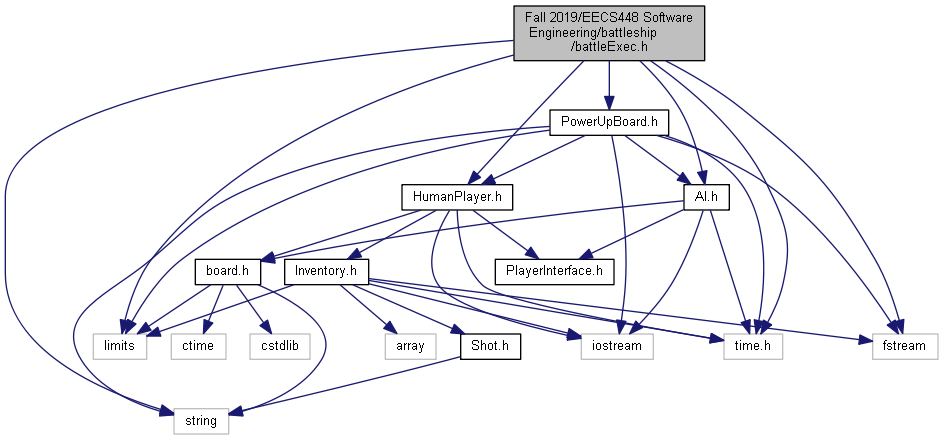 Fall 2019/EECS448 Software
Engineering/battleship
/battleExec.h
PowerUpBoard.h
HumanPlayer.h
AI.h
board.h
Inventory.h
PlayerInterface.h
limits
ctime
cstdlib
array
Shot.h
iostream
time.h
fstream
string